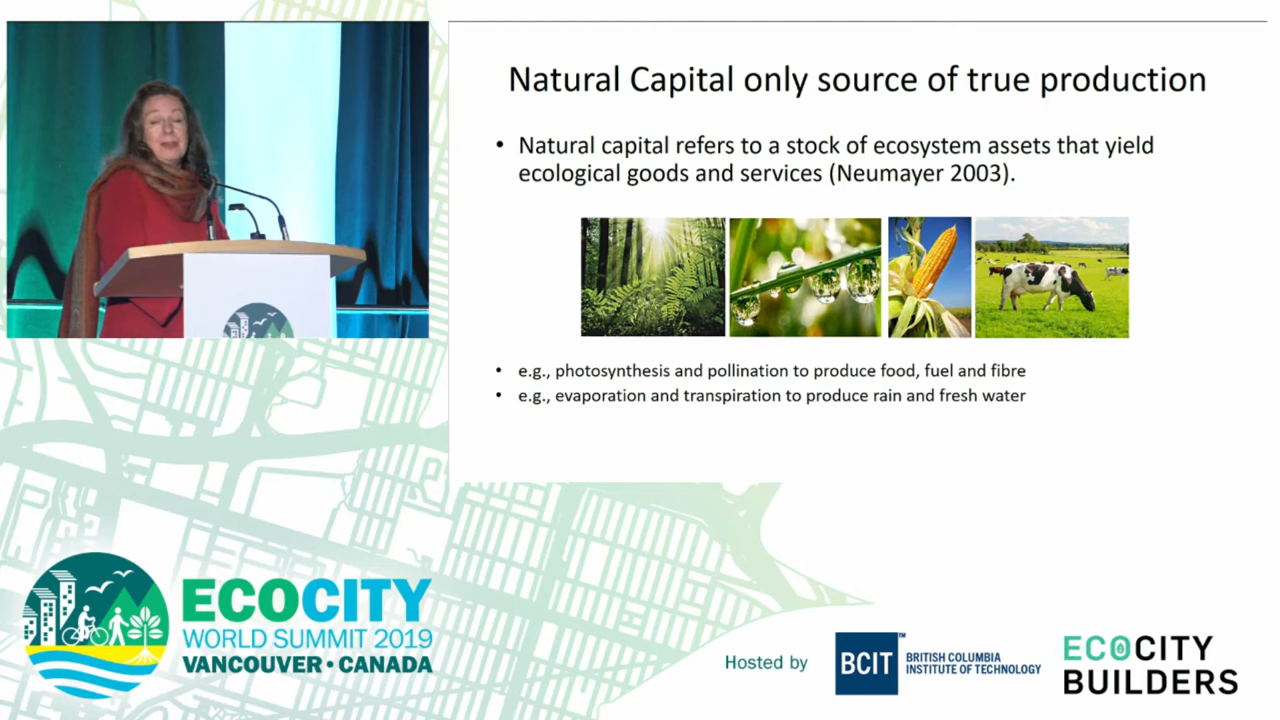 Natural Capital only source of true production
• Natural capital refers to a stock of ecosystem assets that yield
ecological goods and services (Neumayer 2003).
• e.g., photosynthesis and pollination to produce food, fuel and fibre
• e.g., evaporation and transpiration to produce rain and fresh water
ECOCITY
WORLD SUMMIT 2019
VANCOUVER • CANADA
Hosted by
BCIT™
BRITISH COLUMBIA
INSTITUTE OF TECHNOLOGY
ECOCITY
BUILDERS